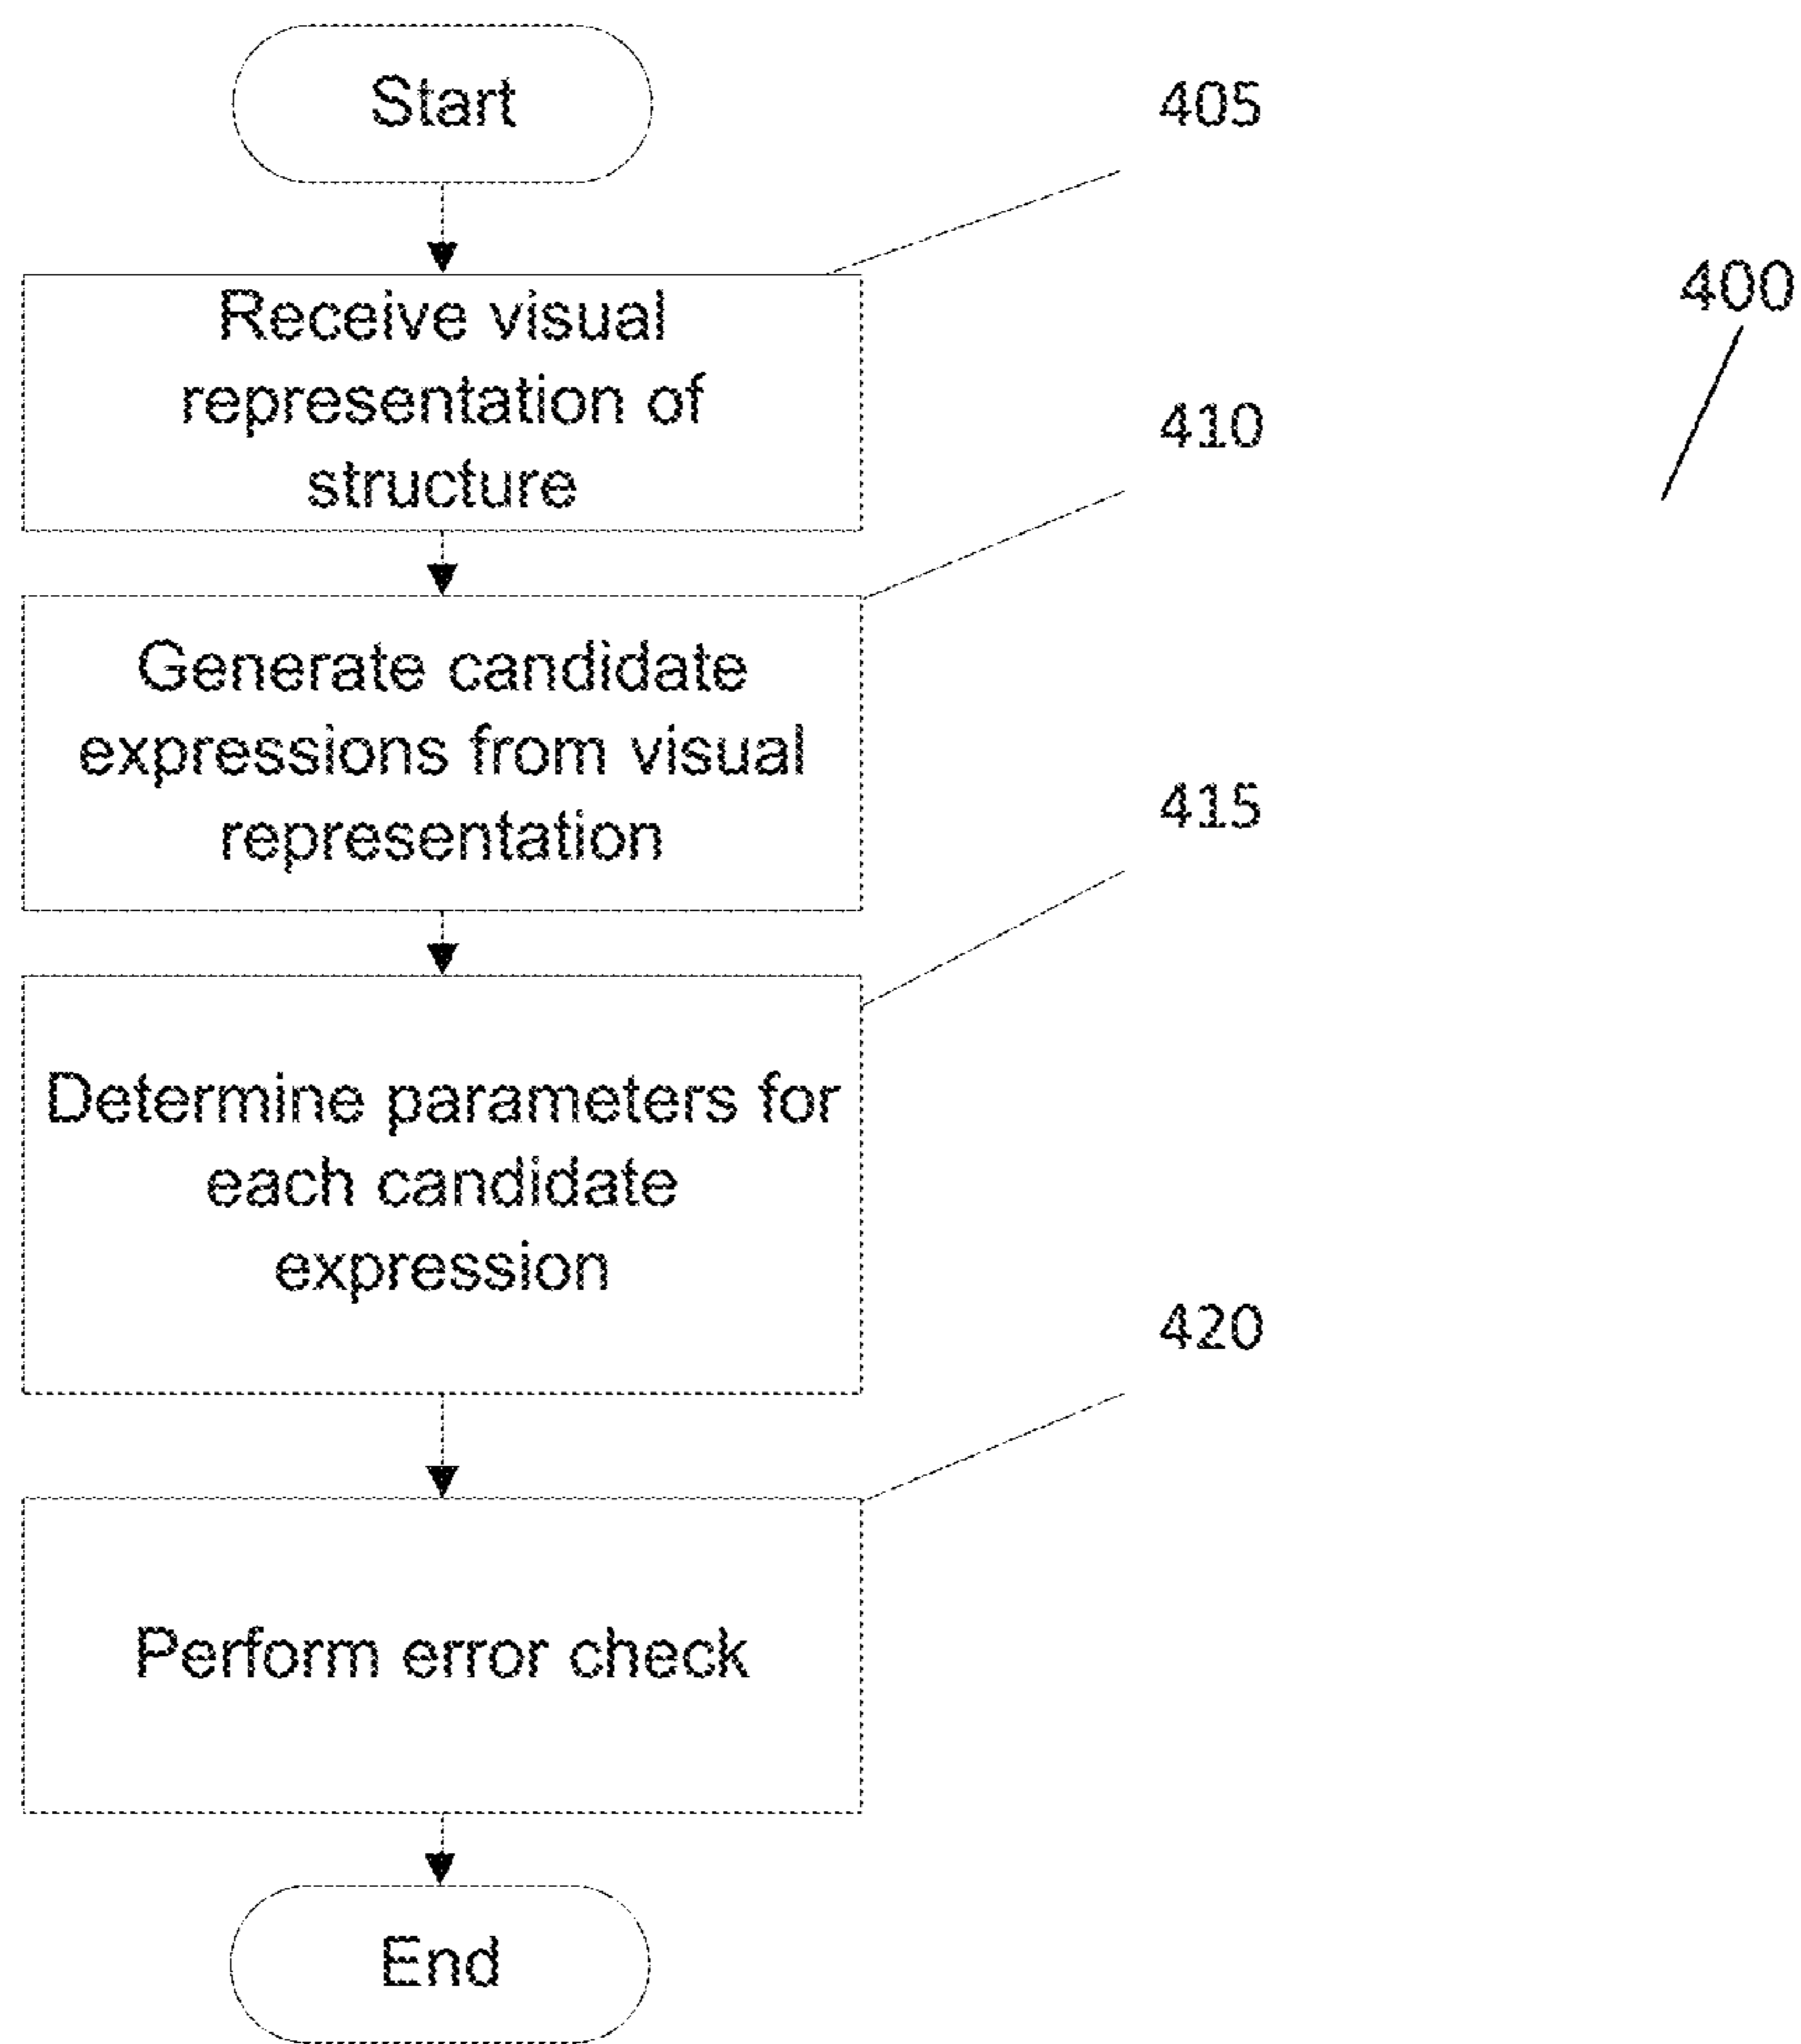 Start
405
Receive visual
representation of
structure
400
410
Generate candidate
expressions from visual
representation
415
Determine parameters for
each candidate
expression
420
Perform error check
End